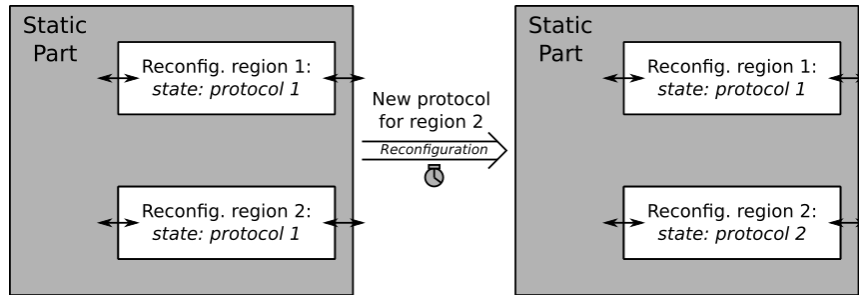 Static
Part
Reconfig. region 1:
state: protocol 1
Reconfig. region 2:
state: protocol 1
New protocol
for region 2
Reconfiguration
Static
Part
Reconfig. region 1:
state: protocol 1
Reconfig. region 2:
state: protocol 2